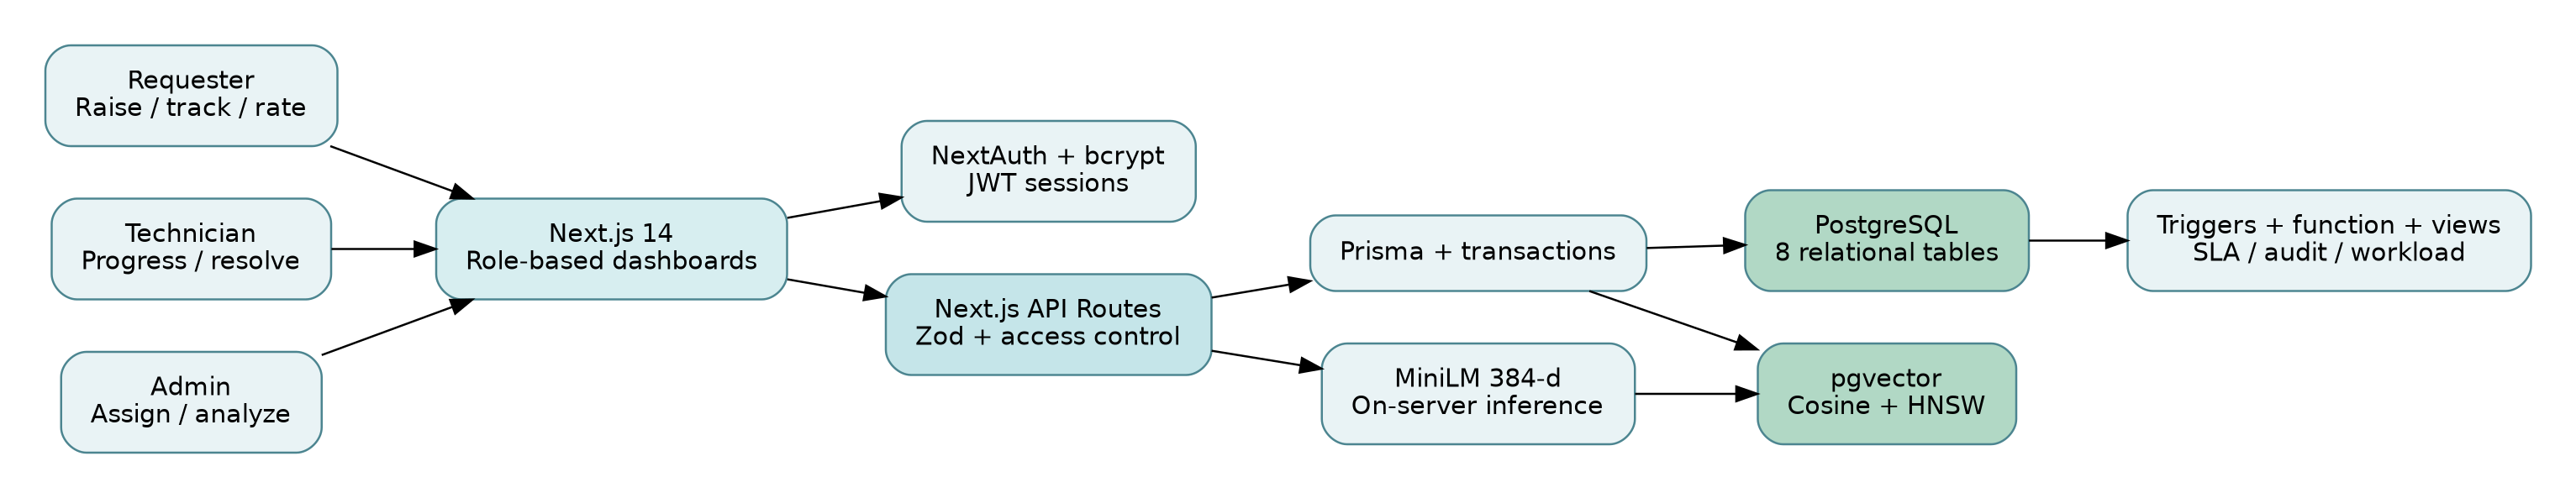 Requester
Raise / track / rate
Technician
Progress / resolve
Admin
Assign / analyze
Next.js 14
Role-based dashboards
NextAuth + bcrypt
JWT sessions
Next.js API Routes
Zod + access control
Prisma + transactions
MiniLM 384-d
On-server inference
PostgreSQL
8 relational tables
pgvector
Cosine + HNSW
Triggers + function + views
SLA / audit / workload